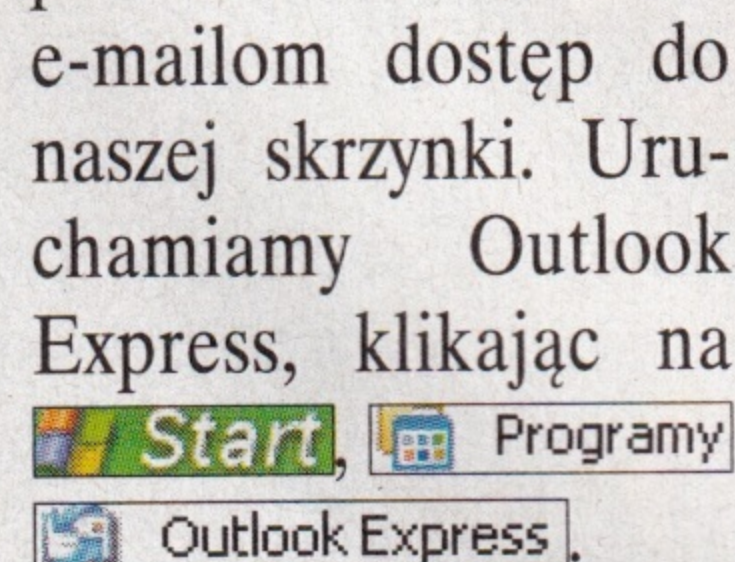 e-mailom dostęp do
naszej skrzynki. Uru-
chamiamy Outlook
Express, klikając na
Start, Programy
Outlook Express.